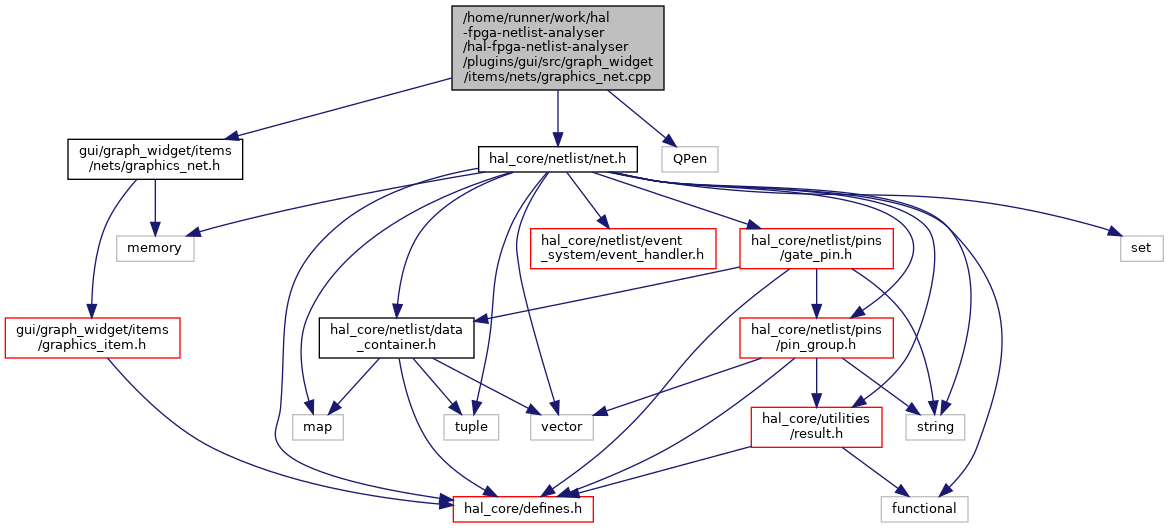 /home/runner/work/hal
-fpga-netlist-analyser
/hal-fpga-netlist-analyser
/plugins/gui/src/graph_widget
/items/nets/graphics_net.cpp
gui/graph_widget/items
/nets/graphics_net.h
hal_core/netlist/net.h
QPen
memory
hal_core/netlist/event
_system/event_handler.h
hal_core/netlist/pins
/gate_pin.h
set
gui/graph_widget/items
/graphics_item.h
hal_core/netlist/data
_container.h
hal_core/netlist/pins
/pin_group.h
map
tuple
vector
hal_core/utilities
/result.h
string
hal_core/defines.h
functional